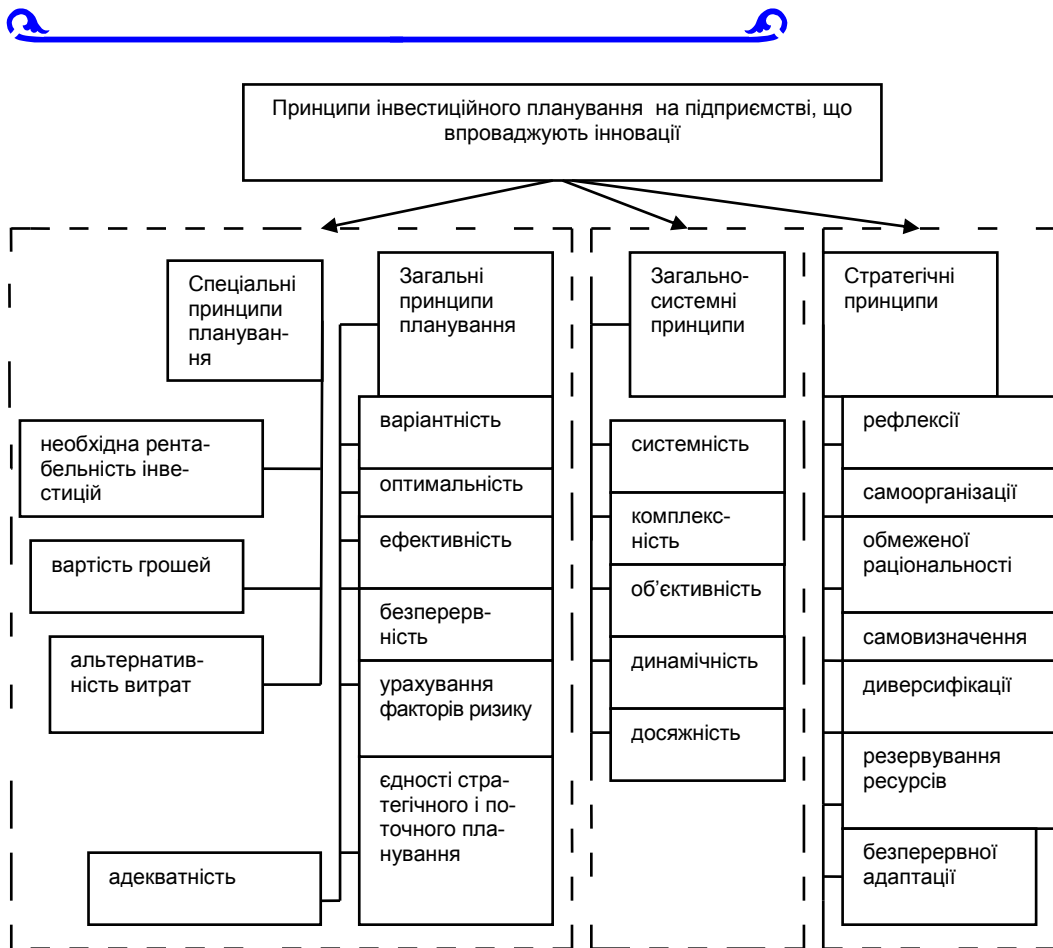 Принципи інвестиційного планування на підприємстві, що
впроваджують інновації
Спеціальні
принципи
плануван-
ня
необхідна рента-
бельність інве-
стицій
вартість грошей
альтернатив-
ність витрат
адекватність
Загальні
принципи
планування
варіантність
оптимальність
ефективність
безперерв-
ність
урахування
факторів ризику
єдності стра-
тегічного і по-
точного пла-
нування
Загально-
системні
принципи
системність
комплекс-
ність
об’єктивність
динамічність
досяжність
Стратегічні
принципи
рефлексії
самоорганізації
обмеженої
раціональності
самовизначення
диверсифікації
резервування
ресурсів
безперервної
адаптації